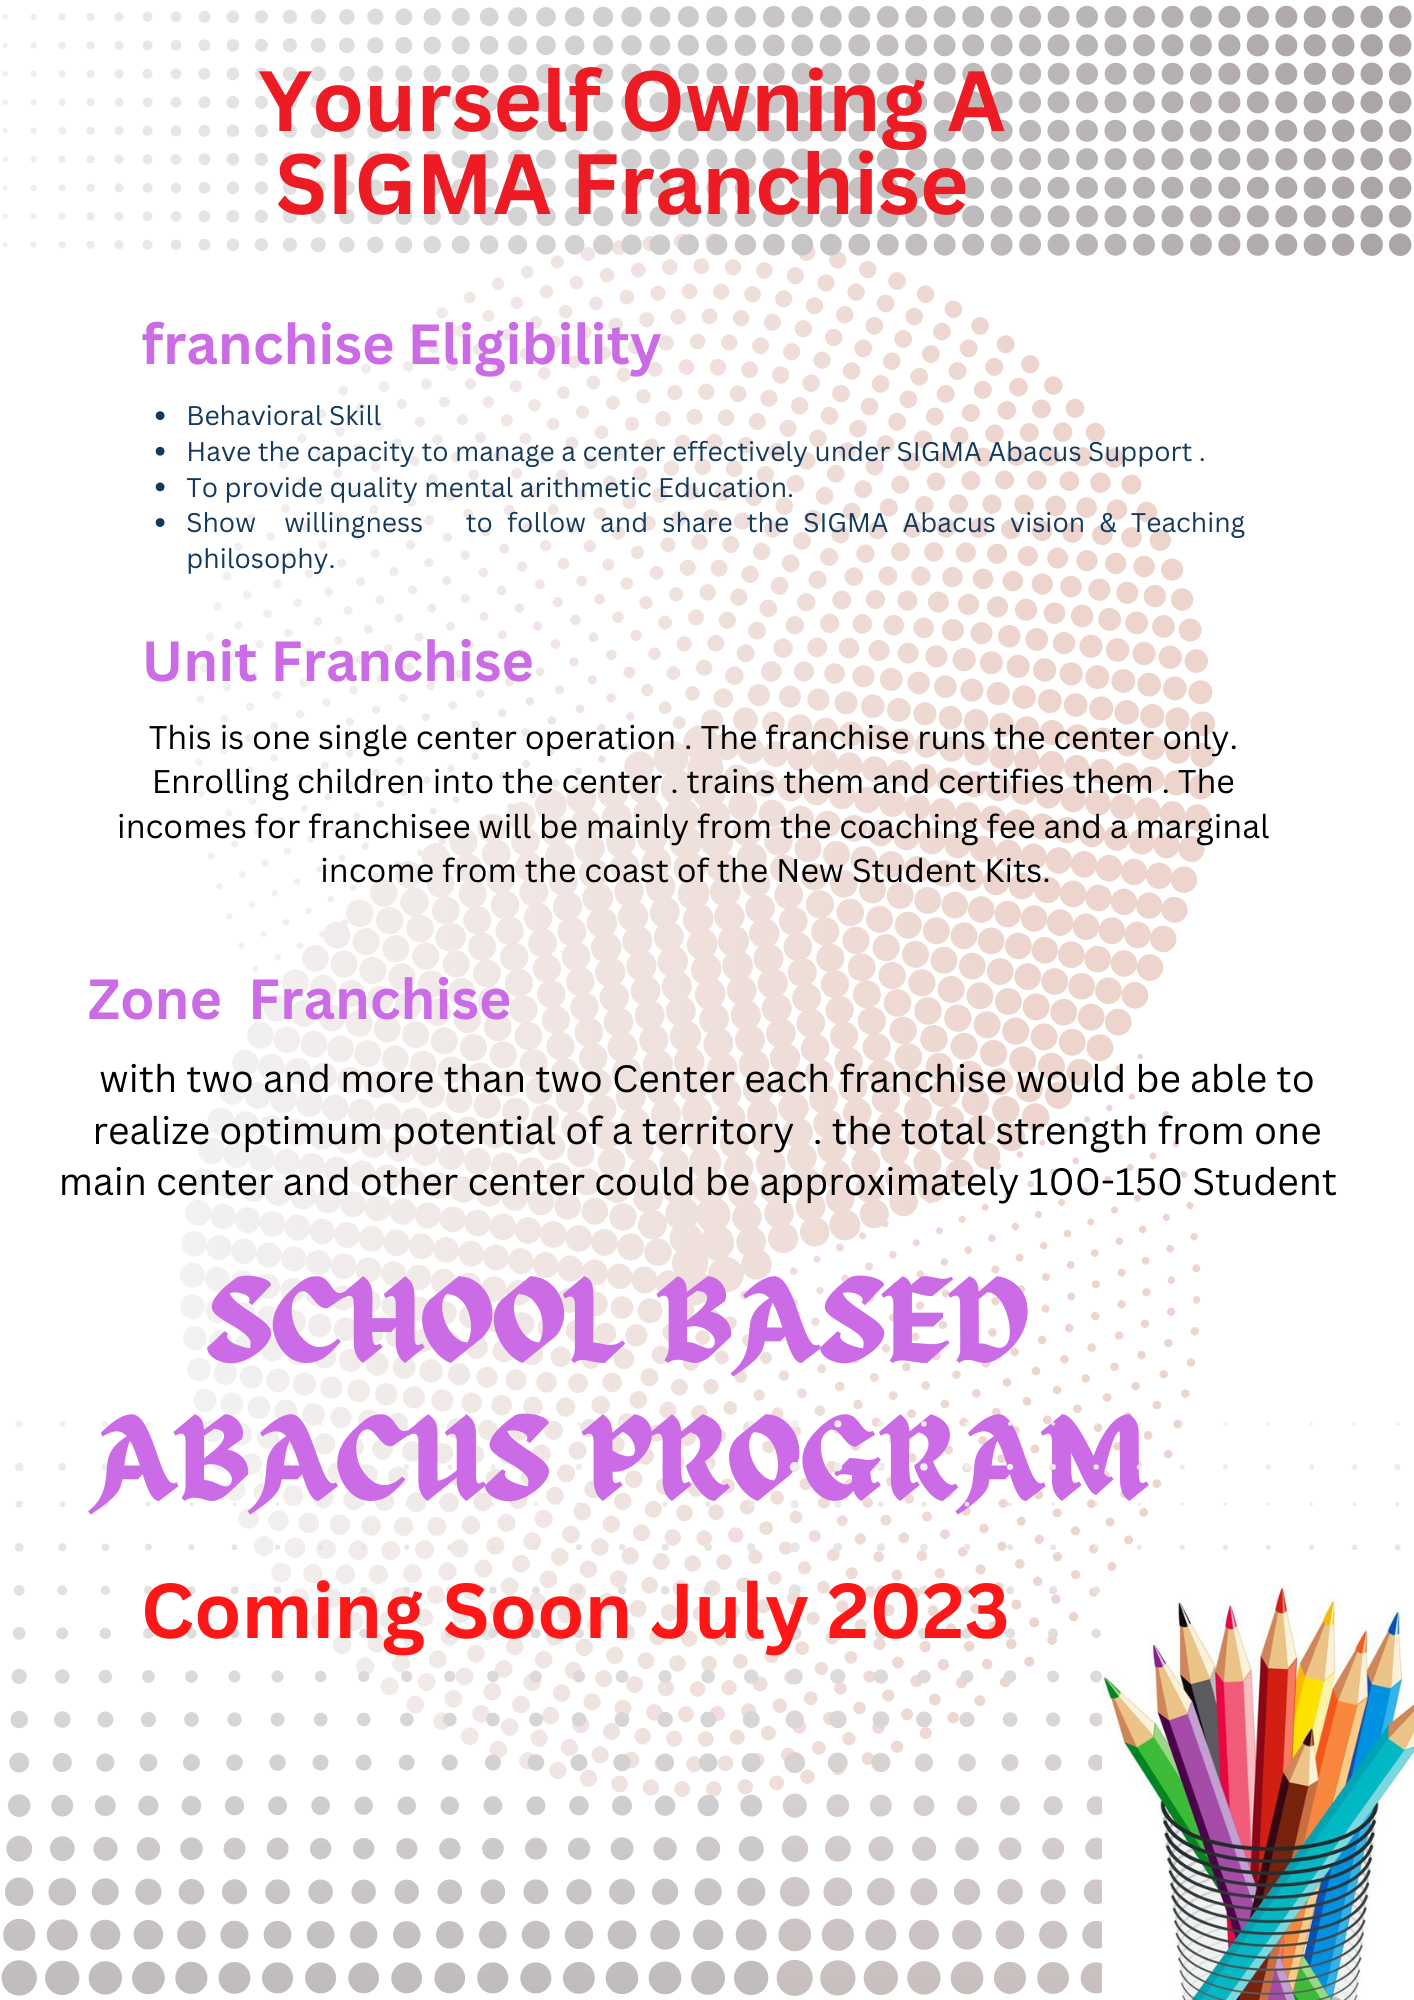 Yourself Owning A
SIGMA Franchise
franchise Eligibility
• Behavioral Skill
• Have the capacity to manage a center effectively under SIGMA Abacus Support .
• To provide quality mental arithmetic Education.
• Show willingness to follow and share the SIGMA Abacus vision & Teaching
philosophy.
Unit Franchise
This is one single center operation . The franchise runs the center only.
Enrolling children into the center . trains them and certifies them . The
incomes for franchisee will be mainly from the coaching fee and a marginal
income from the coast of the New Student Kits.
Zone Franchise
with two and more than two Center each franchise would be able to
realize optimum potential of a territory . the total strength from one
main center and other center could be approximately 100-150 Student
SCHOOL BASED
ABACUS PROGRAM
Coming Soon July 2023